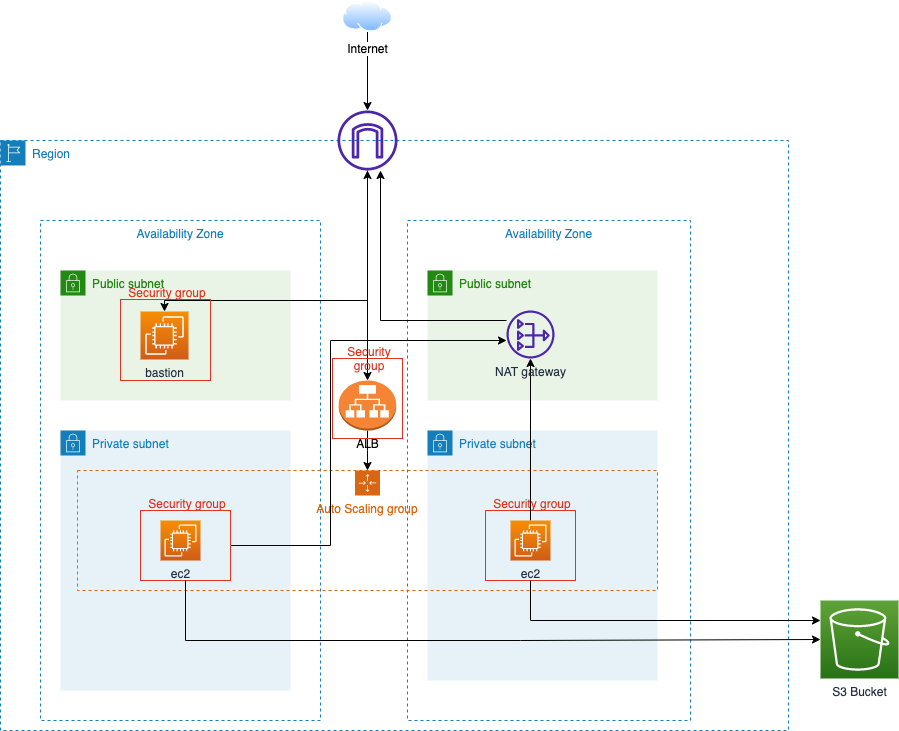 Internet
Region
Availability Zone
Availability Zone
Public subnet
Security group
bastion
Public subnet
NAT gateway
Security
group
ALB
Private subnet
Private subnet
Auto Scaling group
Security group
ec2
Security group
ec2
S3 Bucket